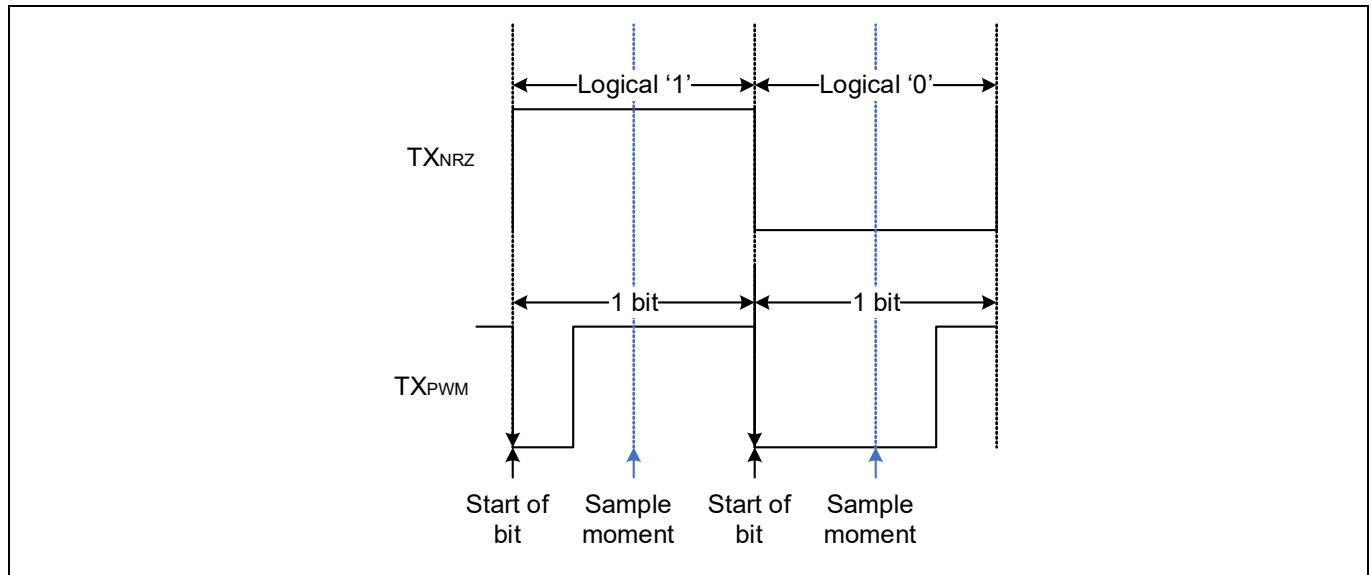 Logical ‘1’ Logical ‘0’
TXNRZ
1 bit 1 bit
TXPWM
Start of bit
Sample moment
Start of bit
Sample moment